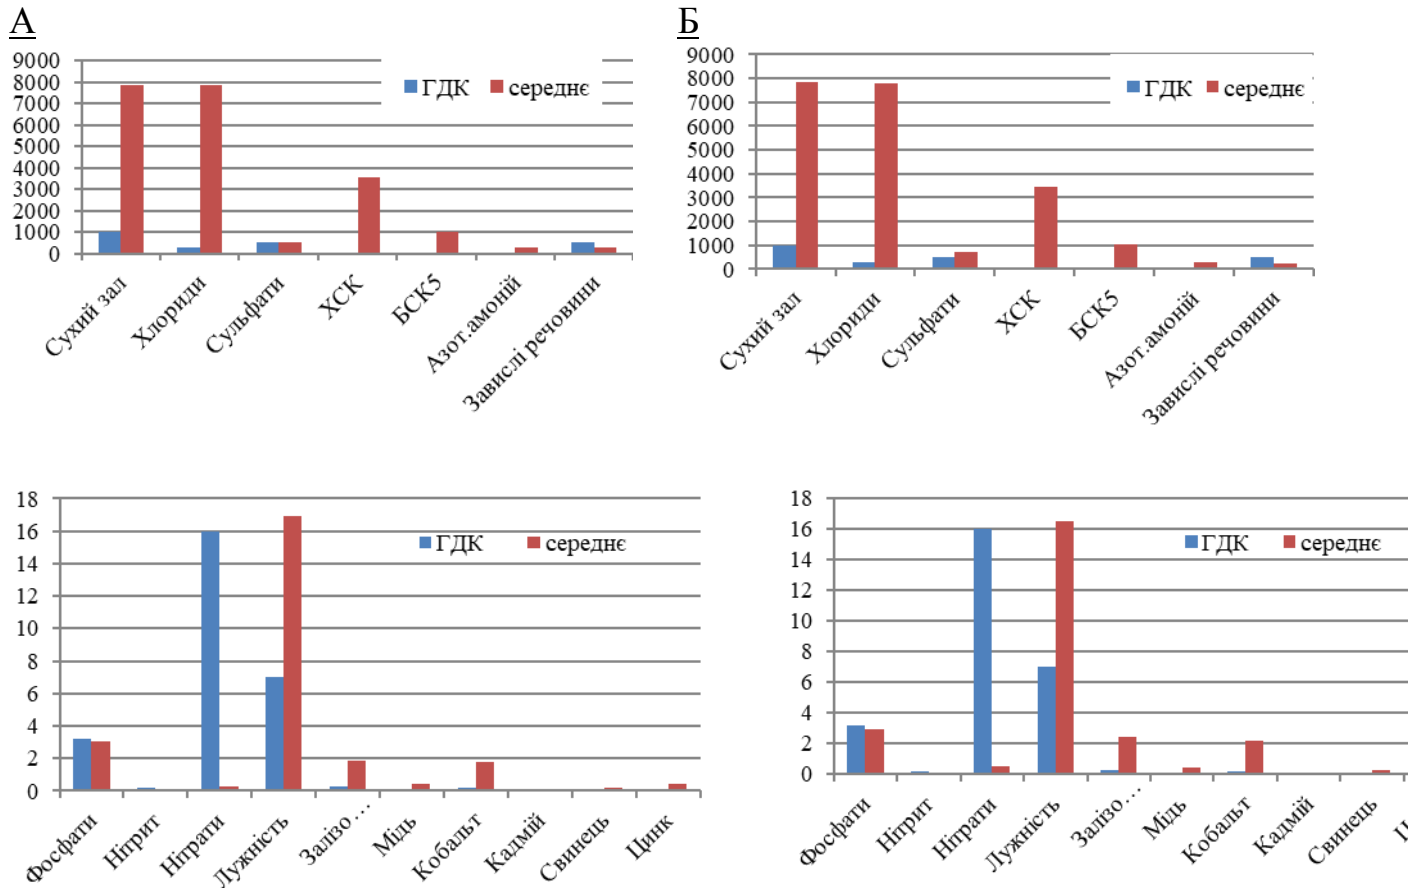 А
Б
9000
8000
7000
6000
5000
4000
3000
2000
1000
0
ГДК середнє
Сухий зал
Хлориди
Сульфати
ХСК
БСК5
Азот.амоній
Завислі речовини
9000
8000
7000
6000
5000
4000
3000
2000
1000
0
ГДК середнє
Сухий зал
Хлориди
Сульфати
ХСК
БСК5
Азот.амоній
Завислі речовини
18
16
14
12
10
8
6
4
2
0
ГДК середнє
Фосфати
Нітрит
Нітрати
Лужність
Залізо…
Мідь
Кобальт
Кадмій
Свинець
Цинк
18
16
14
12
10
8
6
4
2
0
ГДК середнє
Фосфати
Нітрит
Нітрати
Лужність
Залізо…
Мідь
Кобальт
Кадмій
Свинець